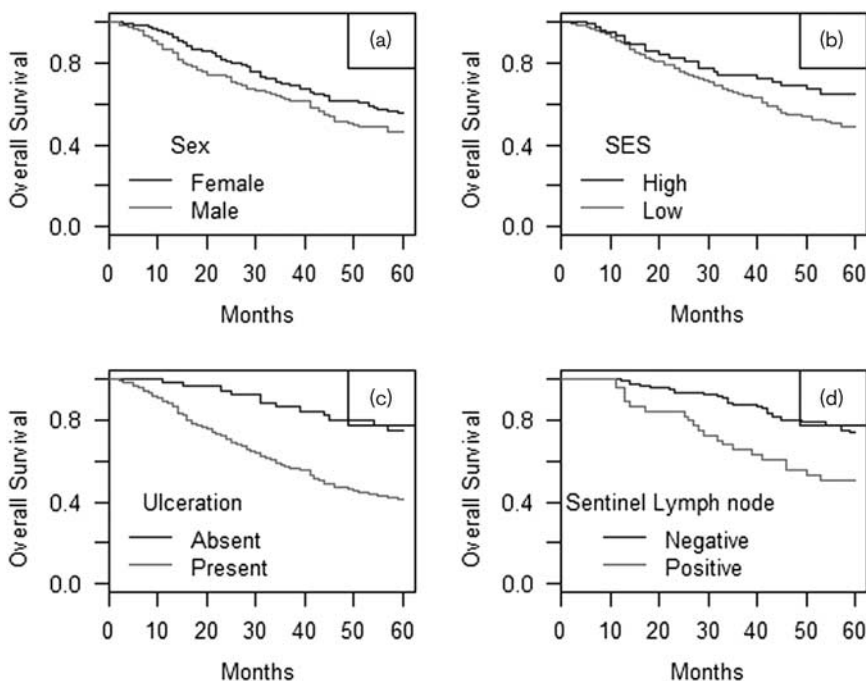 (a)
Overall Survival
0.8
0.4
0.0
Sex
Female
Male
0 10 20 30 40 50 60
Months
(b)
Overall Survival
0.8
0.4
0.0
SES
High
Low
0 10 20 30 40 50 60
Months
(c)
Overall Survival
0.8
0.4
0.0
Ulceration
Absent
Present
0 10 20 30 40 50 60
Months
(d)
Overall Survival
0.8
0.4
0.0
Sentinel Lymph node
Negative
Positive
0 10 20 30 40 50 60
Months